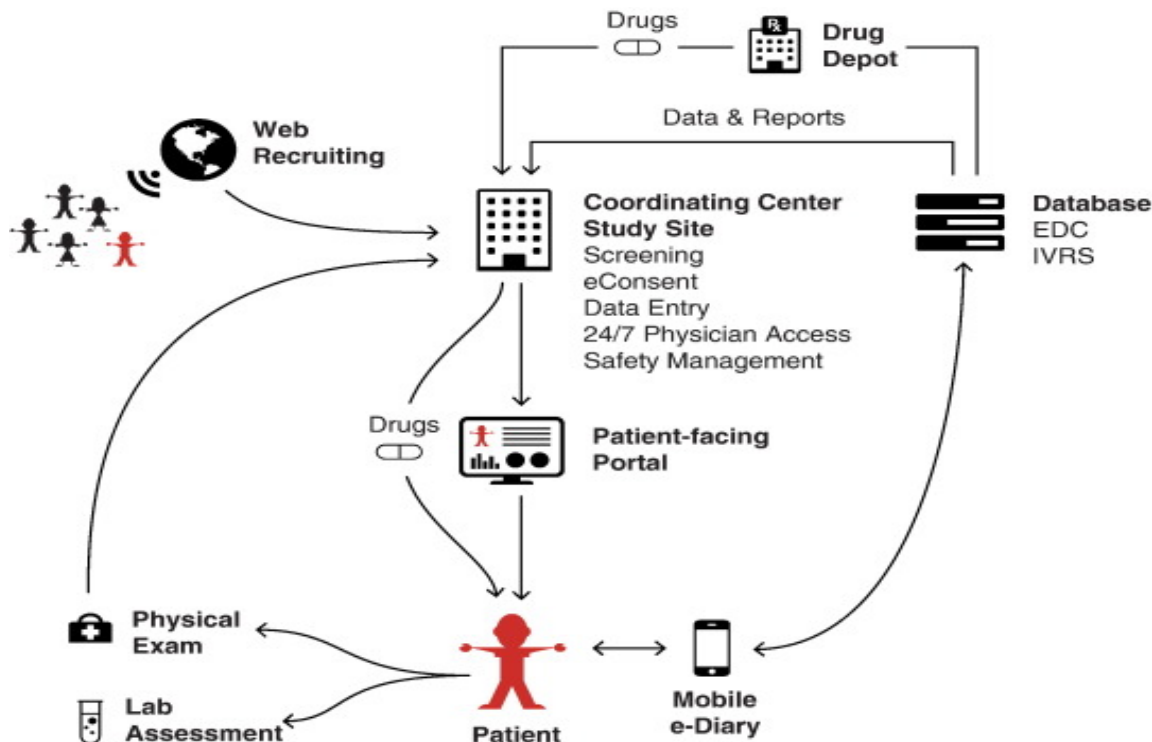 Drugs
Rx
Drug
Depot
Data & Reports
Web
Recruiting
Coordinating Center
Study Site
Screening
eConsent
Data Entry
24/7 Physician Access
Safety Management
Database
EDC
IVRS
Drugs
Patient-facing
Portal
Physical
Exam
Lab
Assessment
Patient
Mobile
e-Diary